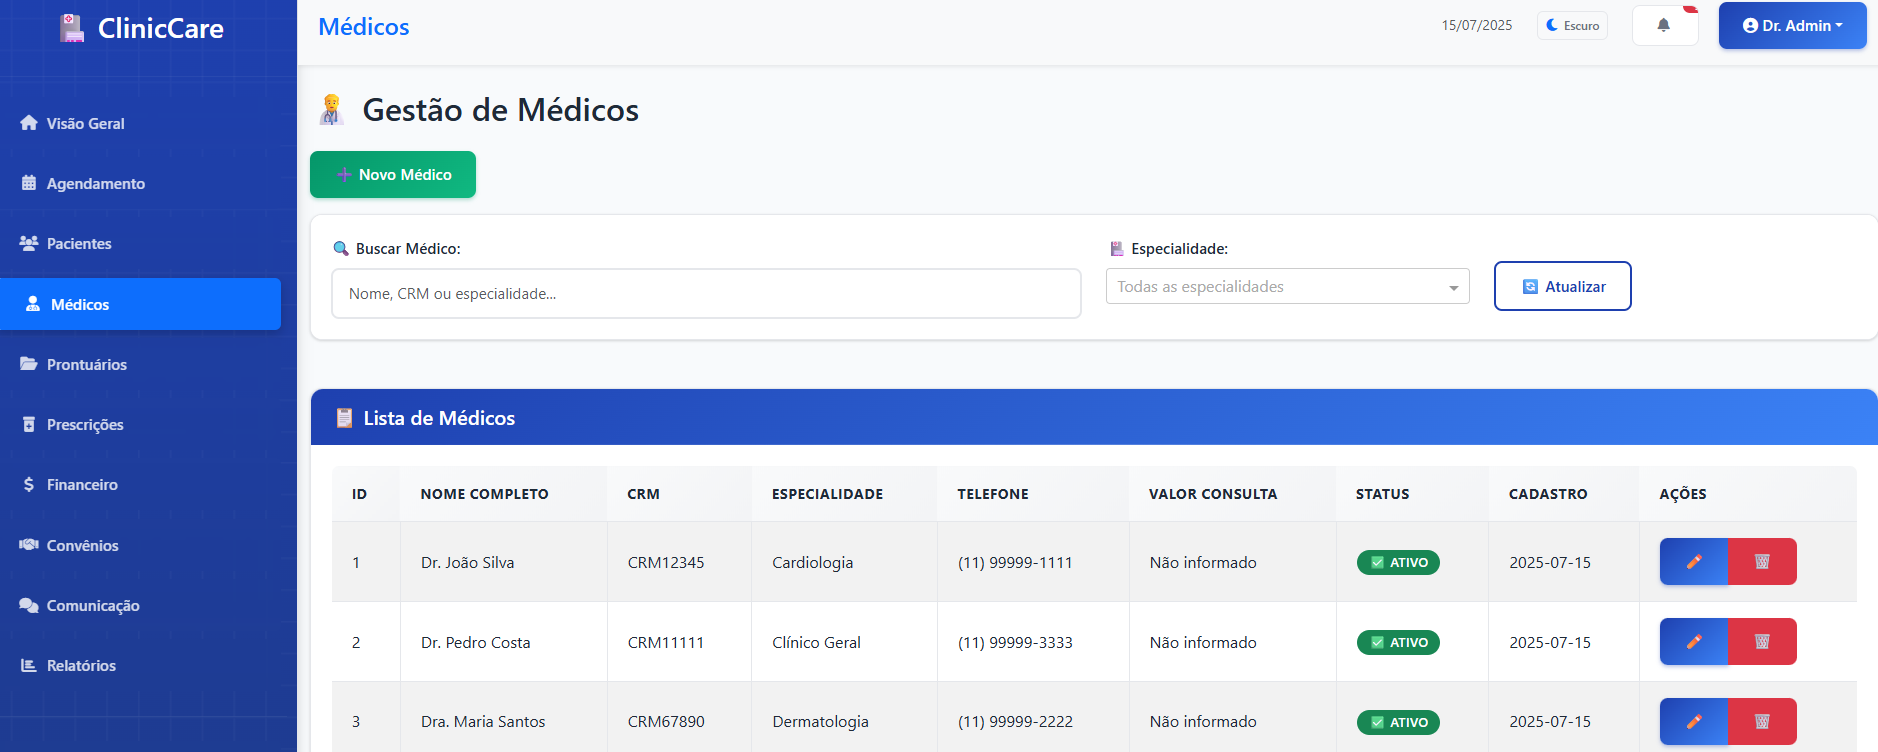 ClinicCare
Médicos
15/07/2025
Escuro
Dr. Admin
Visão Geral
Agendamento
Pacientes
Médicos
Prontuários
Prescrições
Financeiro
Convênios
Comunicação
Relatórios
Gestão de Médicos
Novo Médico
Buscar Médico:
Nome, CRM ou especialidade...
Especialidade:
Todas as especialidades
Atualizar
Lista de Médicos
ID NOME COMPLETO CRM ESPECIALIDADE TELEFONE VALOR CONSULTA STATUS CADASTRO AÇÕES
1 Dr. João Silva CRM12345 Cardiologia (11) 99999-1111 Não informado ATIVO 2025-07-15
2 Dr. Pedro Costa CRM11111 Clínico Geral (11) 99999-3333 Não informado ATIVO 2025-07-15
3 Dra. Maria Santos CRM67890 Dermatologia (11) 99999-2222 Não informado ATIVO 2025-07-15